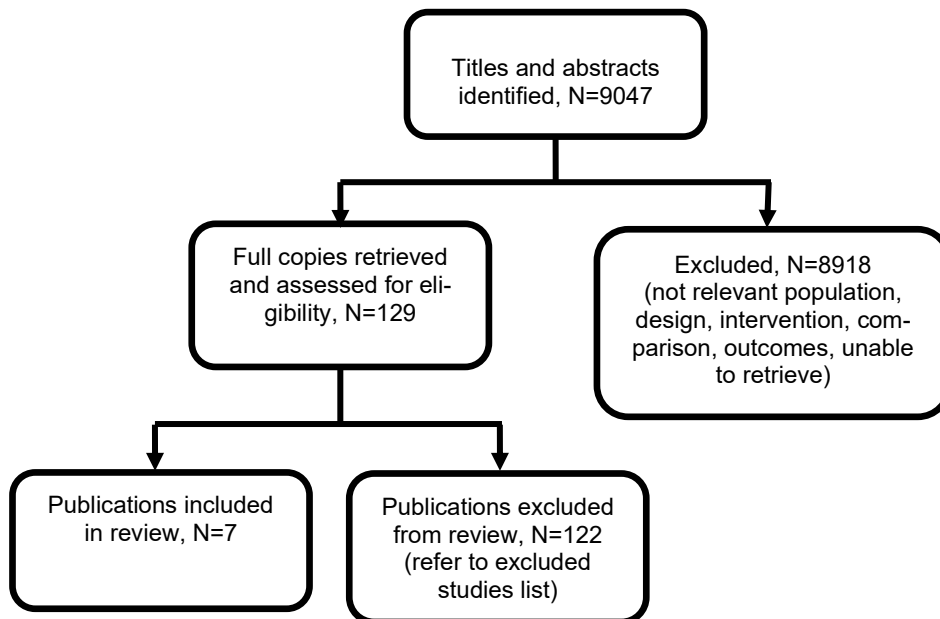 Titles and abstracts
identified, N=9047
Full copies retrieved
and assessed for eli-
gibility, N=129
Excluded, N=8918
(not relevant population,
design, intervention, com-
parison, outcomes, unable
to retrieve)
Publications included
in review, N=7
Publications excluded
from review, N=122
(refer to excluded
studies list)